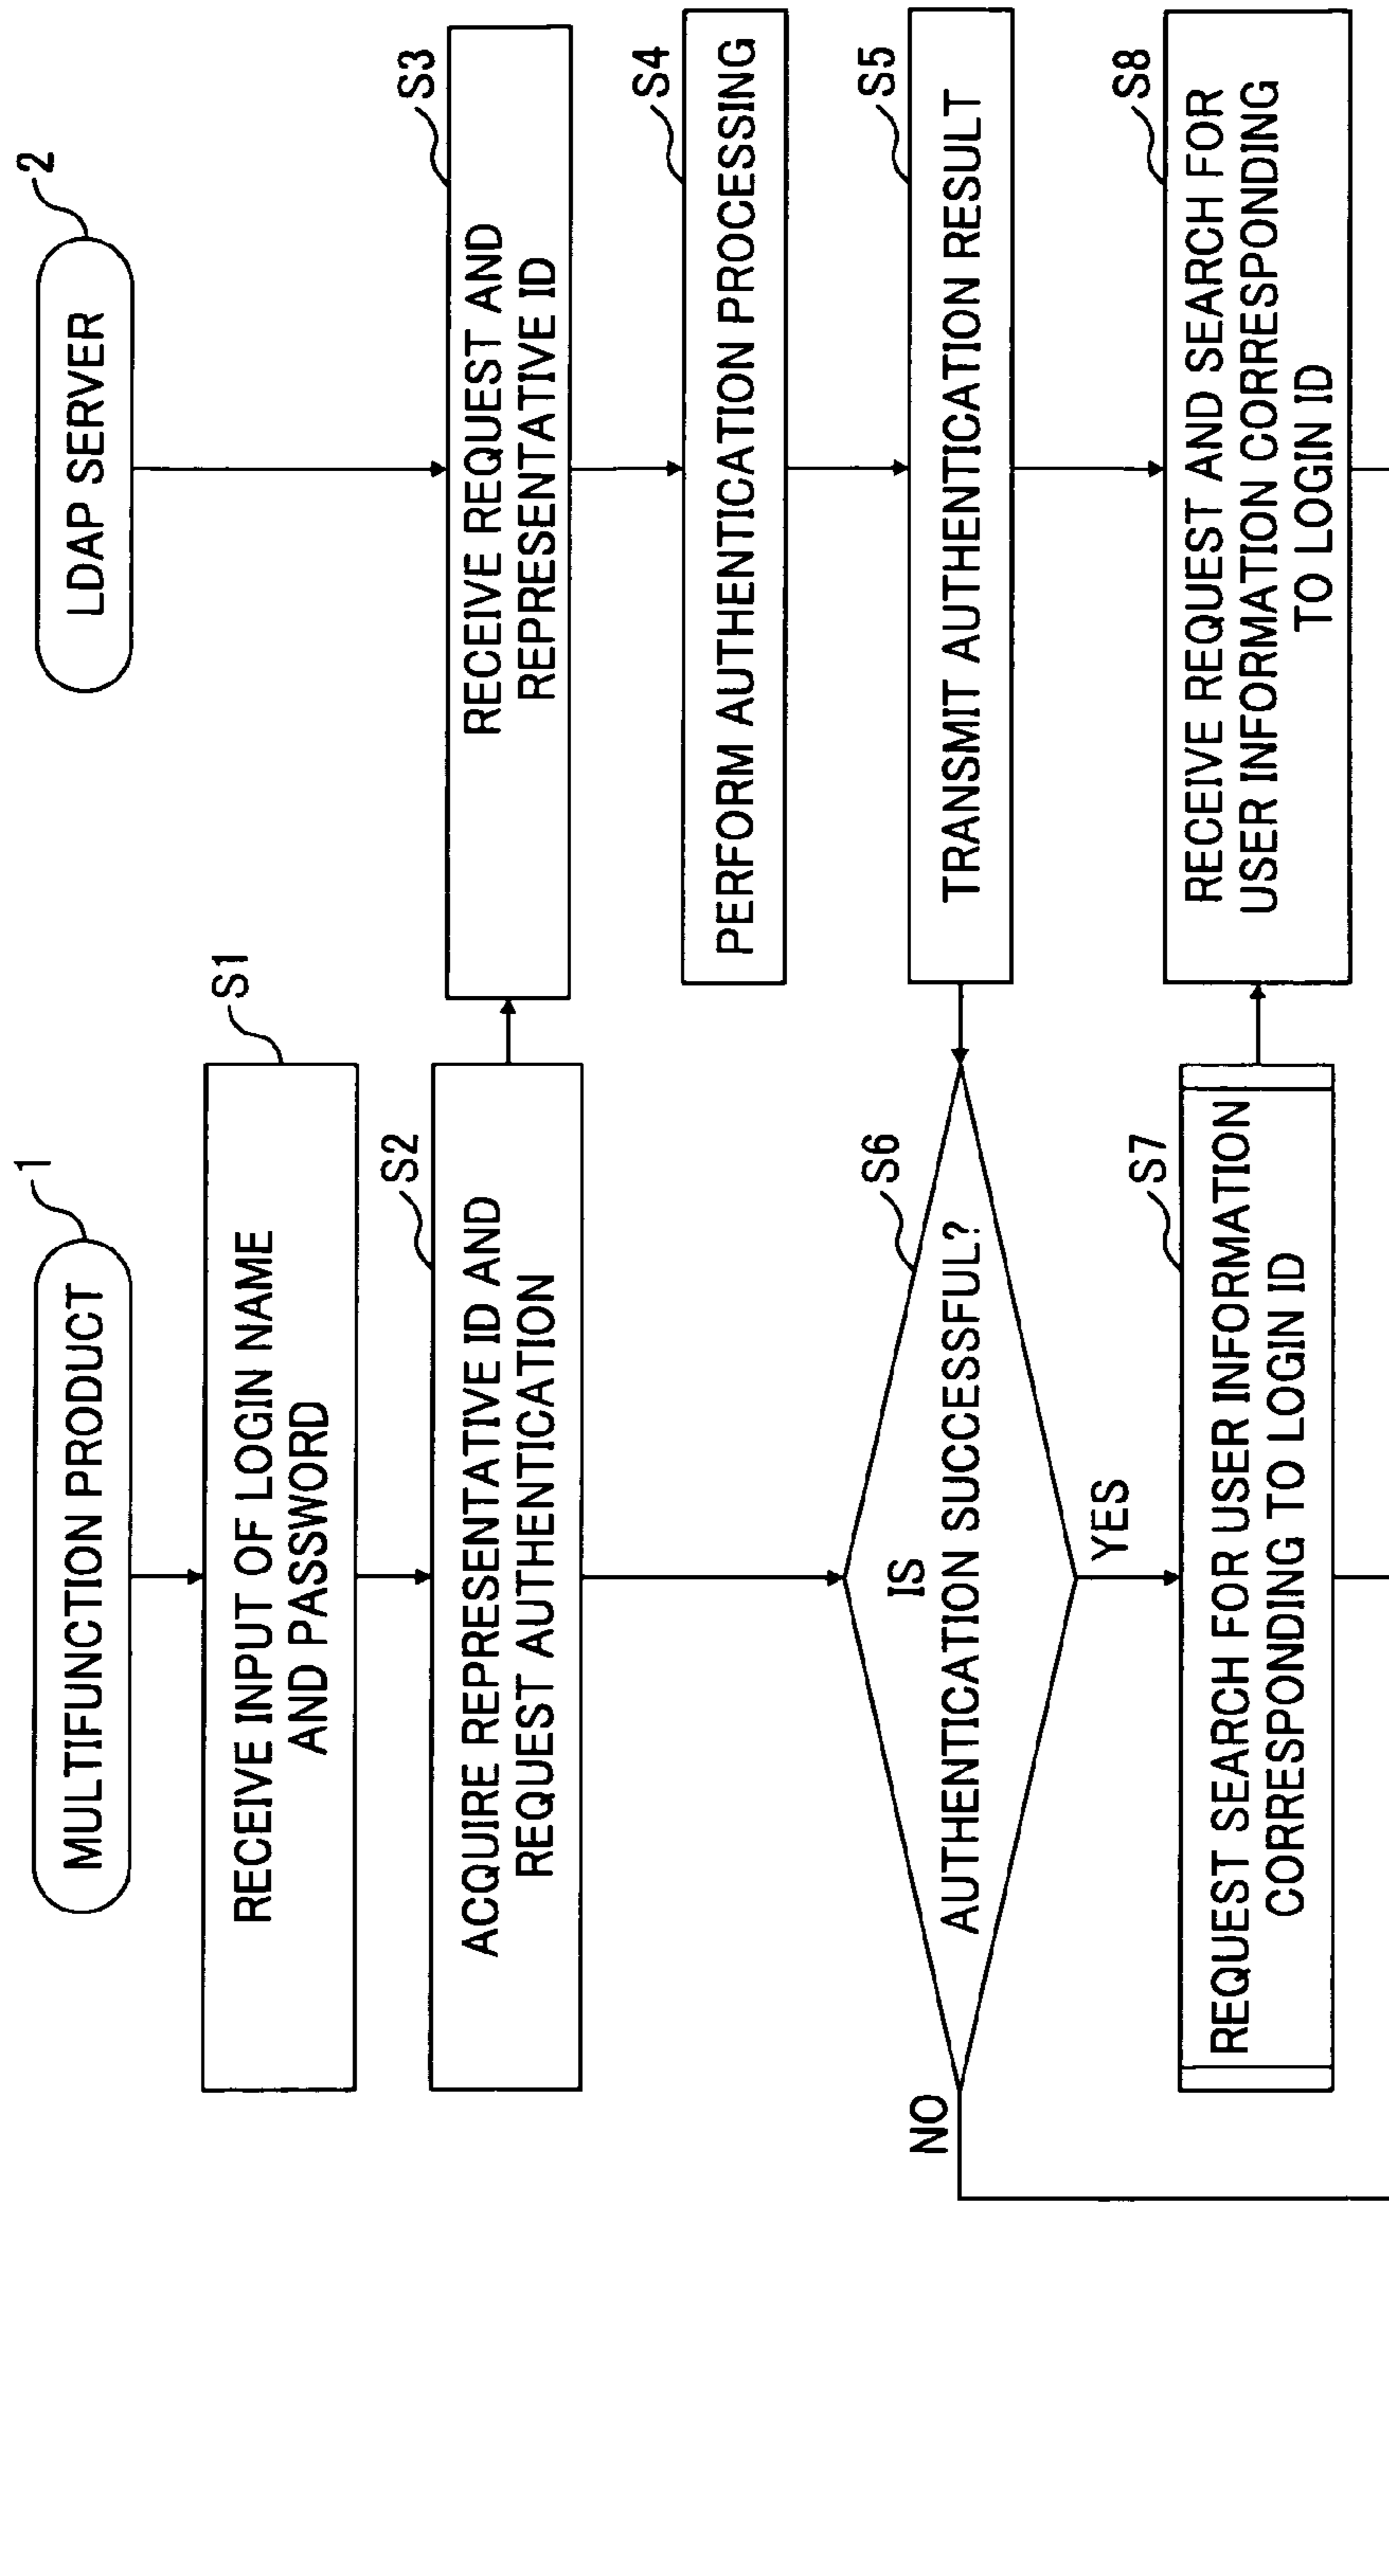 MULTIFUNCTION PRODUCT
1
LDAP SERVER
2
S1
RECEIVE INPUT OF LOGIN NAME
AND PASSWORD
S2
ACQUIRE REPRESENTATIVE ID AND
REQUEST AUTHENTICATION
S3
RECEIVE REQUEST AND
REPRESENTATIVE ID
S4
PERFORM AUTHENTICATION PROCESSING
S5
TRANSMIT AUTHENTICATION RESULT
S6
IS
AUTHENTICATION SUCCESSFUL?
NO
YES
S7
REQUEST SEARCH FOR USER INFORMATION
CORRESPONDING TO LOGIN ID
S8
RECEIVE REQUEST AND SEARCH FOR
USER INFORMATION CORRESPONDING
TO LOGIN ID